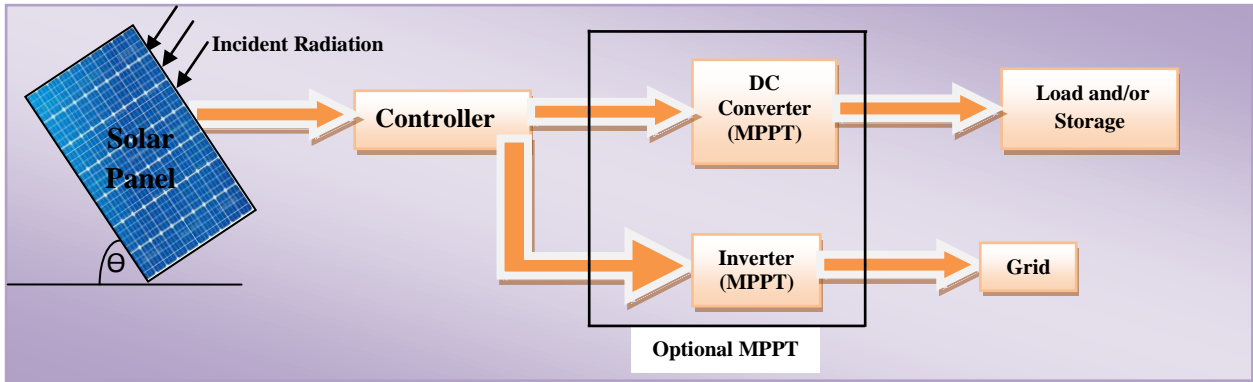 Incident Radiation
Solar
Panel
Θ
Controller
DC
Converter
(MPPT)
Load and/or
Storage
Inverter
(MPPT)
Grid
Optional MPPT